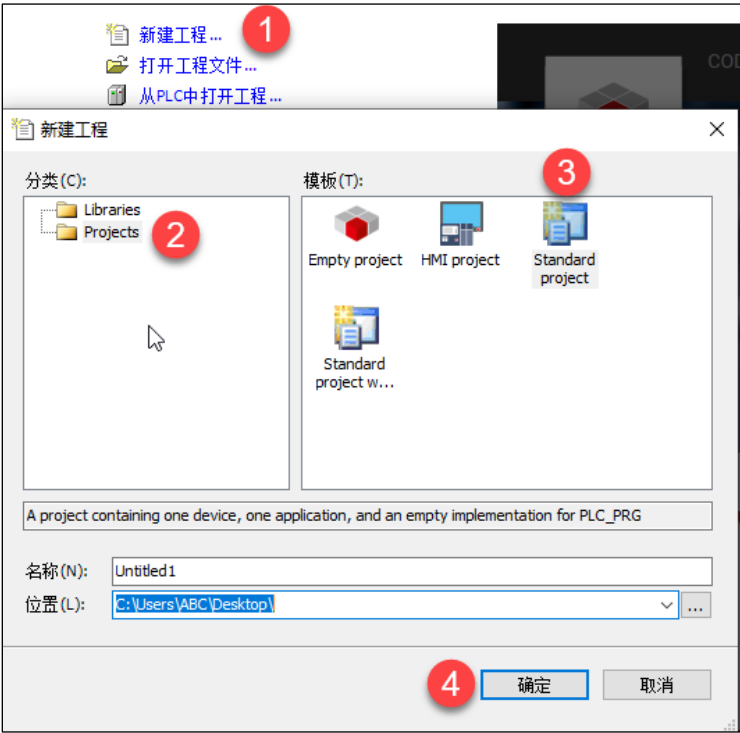 新建工程...
1
打开工程文件...
从PLC中打开工程...
新建工程
分类(C):
模板(T):
3
Libraries
Projects
2
Empty project
HMI project
Standard
project
Standard
project w...
A project containing one device, one application, and an empty implementation for PLC_PRG
名称(N):
Untitled1
位置(L):
C:\Users\ABC\Desktop\
...
4
确定
取消